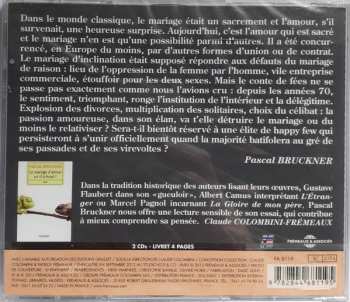 Dans le monde classique, le mariage était un sacrement et l'amour, s'il
survenait, une heureuse surprise. Aujourd'hui, c'est l'amour qui est sacré
et le mariage n'en est qu'une possibilité parmi d'autres. Il a été concur-
rencé, en Europe du moins, par d'autres formes d'union ou de contrat.
Le mariage d'inclination était supposé répondre aux défauts du mariage
de raison : lieu de l'oppression de la femme par l'homme, vile entreprise
commerciale, étouffoir pour les deux sexes. Mais le conte de fées ne se
passe pas exactement comme nous l'avions cru : depuis les années 70,
le sentiment, triomphant, ronge l'institution de l'intérieur et la délégitime.
Explosion des divorces, multiplication des solitaires, choix du célibat : la
passion amoureuse, dans son élan, va t'elle détruire le mariage ou du
moins le relativiser ? Sera-t-il bientôt réservé à une élite de happy few qui
persisteront à s'unir officiellement quand la majorité batifolera au gré de
ses passades et de ses virevoltes ?
Pascal BRUCKNER
Dans la tradition historique des auteurs lisant leurs œuvres, Gustave
Flaubert dans son «gueuloir», Albert Camus interprétant L'Étran-
ger ou Marcel Pagnol incarnant La Gloire de mon père, Pascal
Bruckner nous offre une lecture sensible de son essai, qui contribue
à mieux comprendre sa pensée.
Claude COLOMBINI-FRÉMEAUX
2 CDs - LIVRET 4 PAGES
FRÉMEAUX & ASSOCIÉS